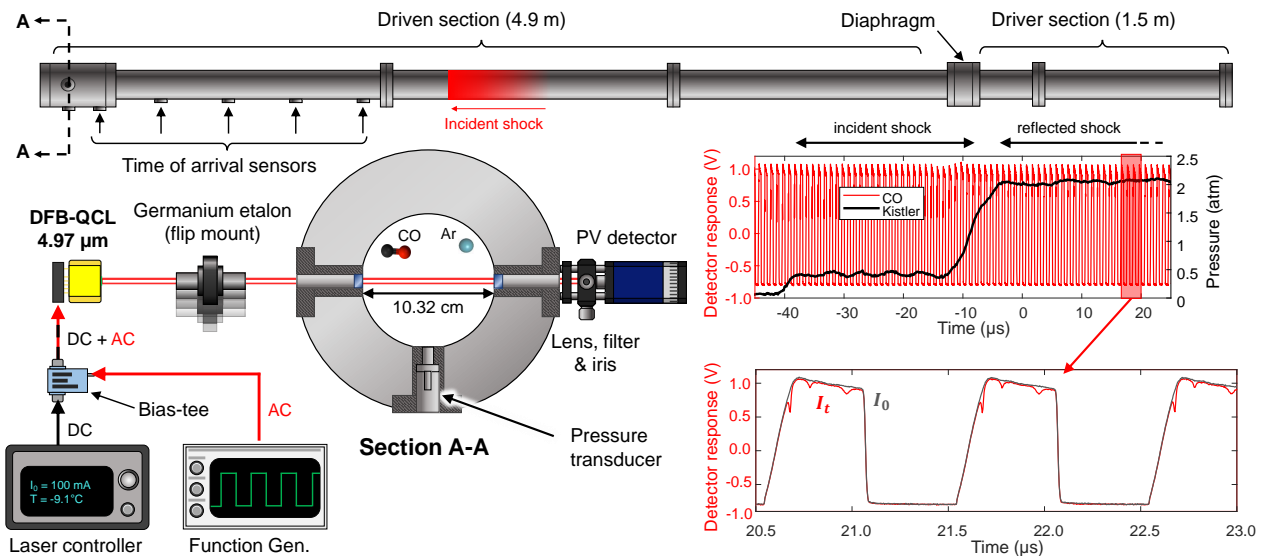 A
Driven section (4.9 m)
Diaphragm
Driver section (1.5 m)
Incident shock
A
Time of arrival sensors
DFB-QCL
4.97 µm
Germanium etalon
(flip mount)
CO
Ar
10.32 cm
PV detector
Lens, filter
& iris
DC + AC
Bias-tee
AC
DC
Section A-A
Pressure
transducer
I0 = 100 mA
T = -9.1°C
Laser controller
Function Gen.
incident shock
reflected shock
Detector response (V)
1.0
0.5
0.0
-0.5
-1.0
CO
Kistler
2.5
2
1.5
1
0.5
0
Pressure (atm)
-40 -30 -20 -10 0 10 20
Time (µs)
Detector response (V)
1.0
0.5
0.0
-0.5
-1.0
It
I0
20.5 21.0 21.5 22.0 22.5 23.0
Time (µs)